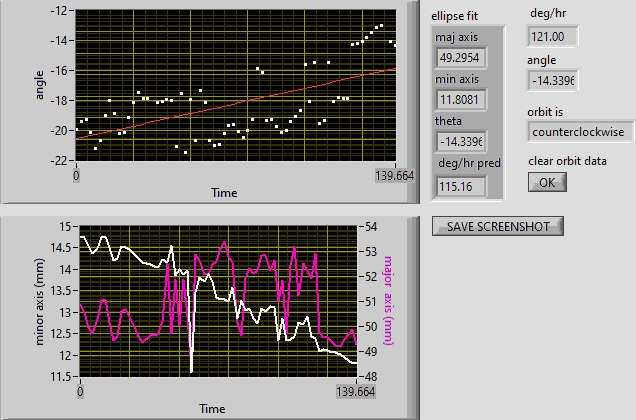 -12
-14
-16
-18
-20
-22
angle
0
139.664
Time
ellipse fit
maj axis
49.2954
min axis
11.8081
theta
-14.3396
deg/hr pred
115.16
deg/hr
121.00
angle
-14.3396
orbit is
counterclockwise
clear orbit data
OK
SAVE SCREENSHOT
15
14.5
14
13.5
13
12.5
12
11.5
minor axis (mm)
54
53
52
51
50
49
48
major axis (mm)
0
139.664
Time